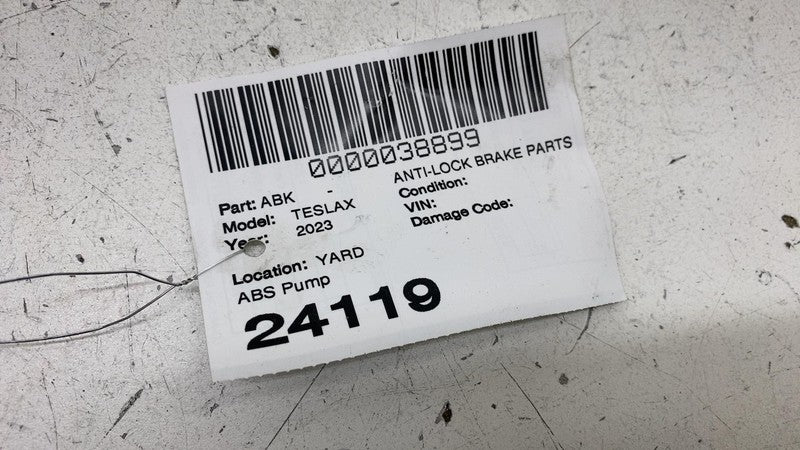 0000038899
Part: ABK - ANTI-LOCK BRAKE PARTS
Model: TESLAX Condition:
Year: 2023 VIN:
Damage Code:
Location: YARD
ABS Pump
24119